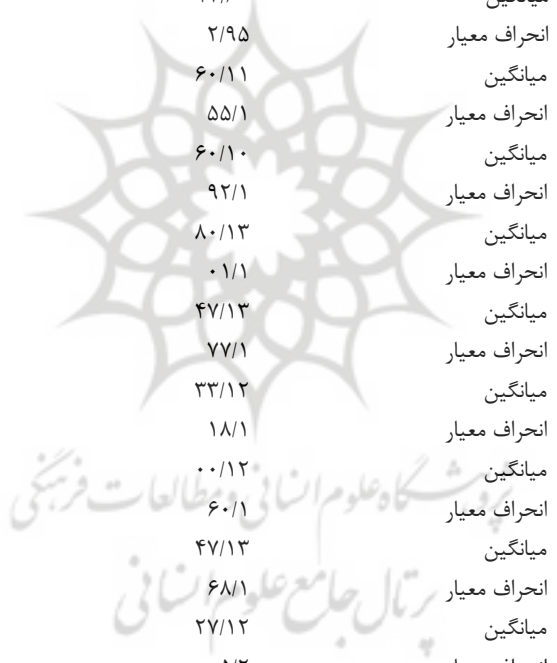 میانگین
انحراف معیار ۲/۹۵
میانگین ۶۰/۱۱
انحراف معیار ۵۵/۱
میانگین ۶۰/۱۰
انحراف معیار ۹۲/۱
میانگین ۸۰/۱۳
انحراف معیار ۰۱/۱
میانگین ۴۷/۱۳
انحراف معیار ۷۷/۱
میانگین ۳۳/۱۲
انحراف معیار ۱۸/۱
میانگین ۰۰/۱۲
پژوهشگاه علوم انسانی و مطالعات فرهنگی
انحراف معیار ۶۰/۱
میانگین ۴۷/۱۳
انحراف معیار ۶۸/۱
پرتال جامع علوم انسانی
میانگین ۲۷/۱۲